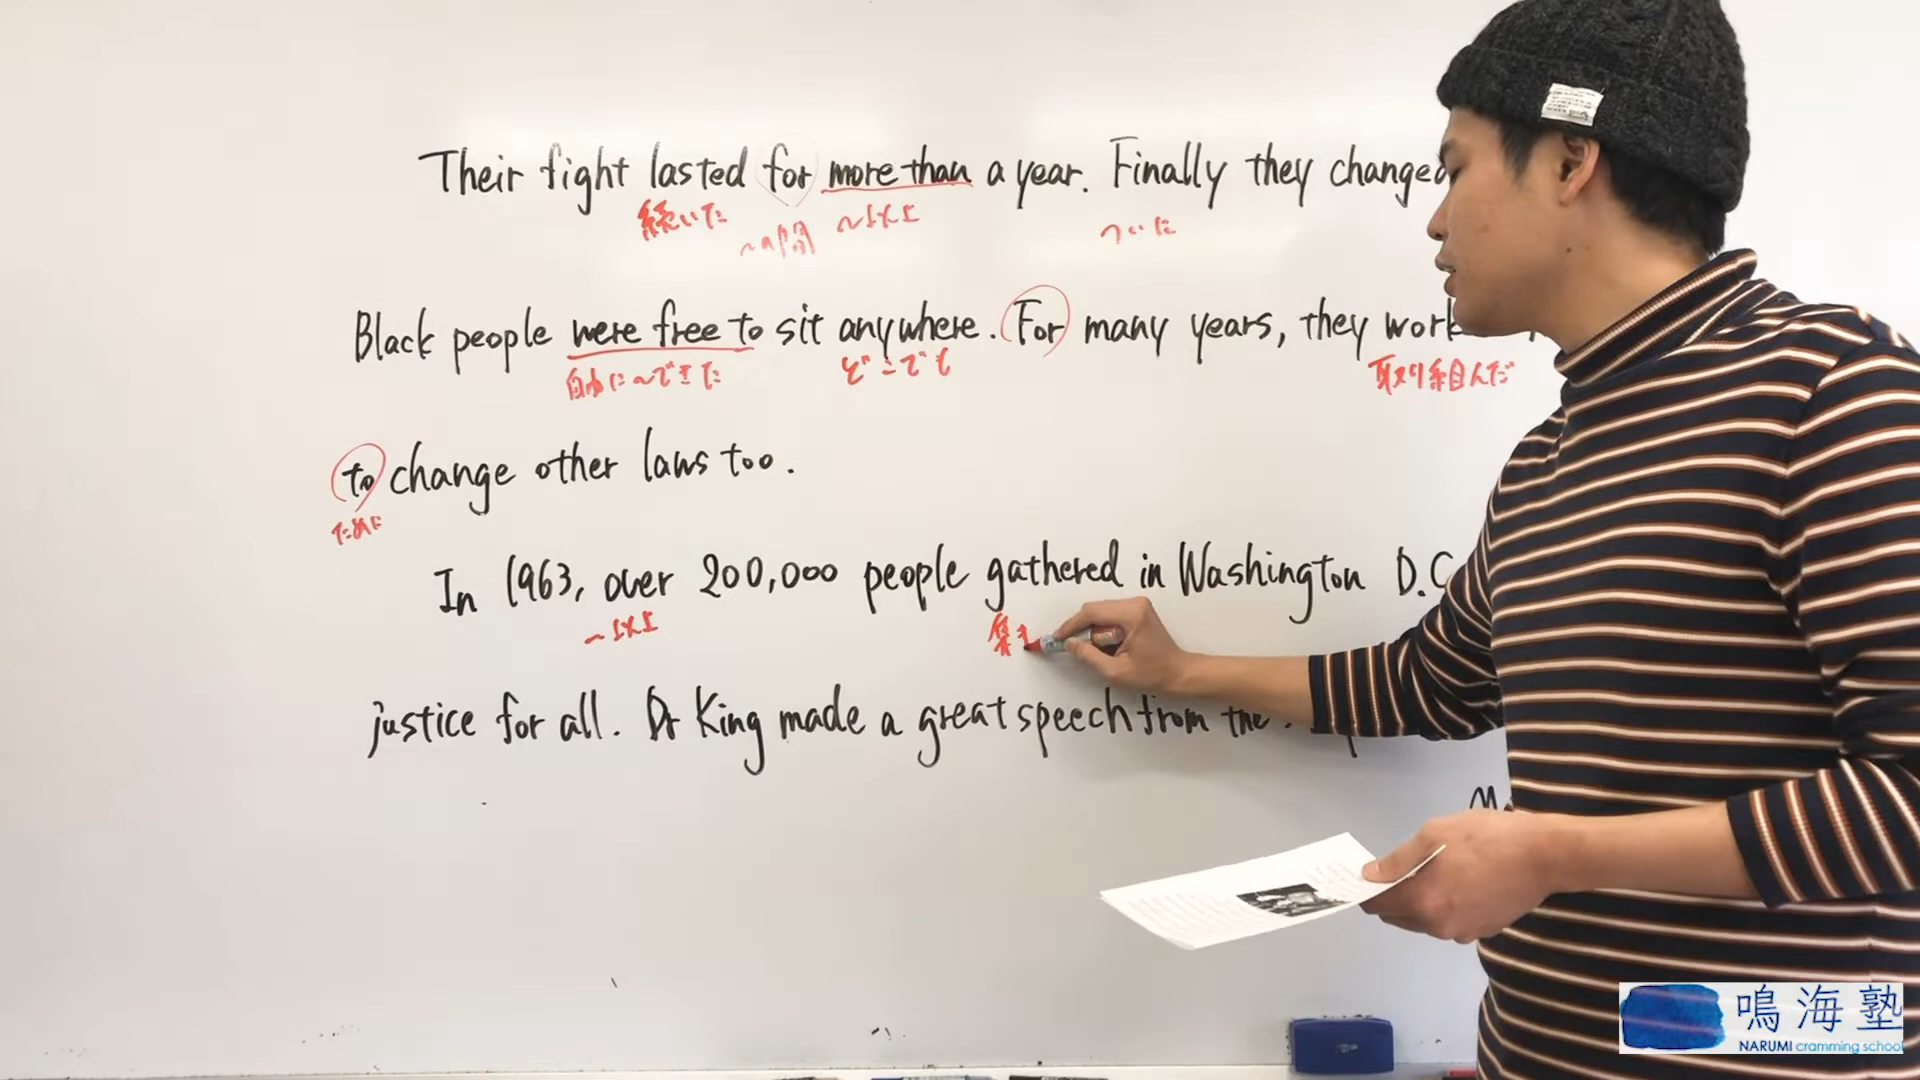 Their fight lasted for more than a year. Finally they changed
続いた ～の間 ～以上 ついに
Black people were free to sit anywhere. For many years, they work
自由に～できた どこでも 取り組んだ
to change other laws too.
ために
In 1963, over 200,000 people gathered in Washington D.C
～以上 集ま
justice for all. Dr King made a great speech from the
鳴海塾
NARUMI cramming school